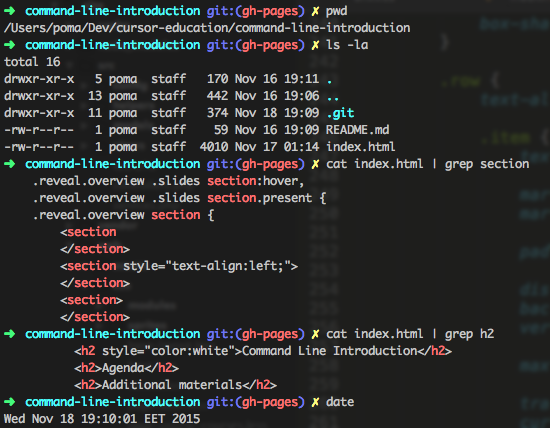 ➜  command-line-introduction git:(gh-pages) ✗ pwd
/Users/poma/Dev/cursor-education/command-line-introduction
➜  command-line-introduction git:(gh-pages) ✗ ls -la
total 16
drwxr-xr-x   5 poma  staff   170 Nov 16 19:11 .
drwxr-xr-x  13 poma  staff   442 Nov 16 19:06 ..
drwxr-xr-x  11 poma  staff   374 Nov 18 19:09 .git
-rw-r--r--   1 poma  staff    59 Nov 16 19:09 README.md
-rw-r--r--   1 poma  staff  4010 Nov 17 01:14 index.html
➜  command-line-introduction git:(gh-pages) ✗ cat index.html | grep section
    .reveal.overview .slides section:hover,
    .reveal.overview .slides section.present {
    .reveal.overview section {
        <section
        </section>
        <section style="text-align:left;">
        </section>
        <section>
        </section>
➜  command-line-introduction git:(gh-pages) ✗ cat index.html | grep h2
          <h2 style="color:white">Command Line Introduction</h2>
          <h2>Agenda</h2>
          <h2>Additional materials</h2>
➜  command-line-introduction git:(gh-pages) ✗ date
Wed Nov 18 19:10:01 EET 2015